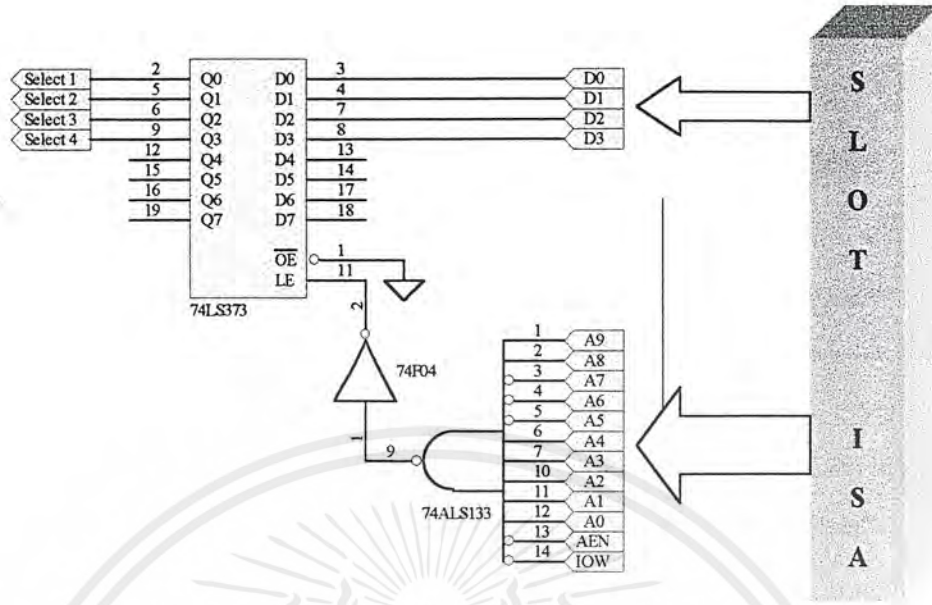 Select 1 2 Q0 D0 3 D0
Select 2 5 Q1 D1 4 D1
Select 3 6 Q2 D2 7 D2
Select 4 9 Q3 D3 8 D3
12 Q4 D4 13
15 Q5 D5 14
16 Q6 D6 17
19 Q7 D7 18
OE 1
LE 11
74LS373
2
74F04
1
9
74ALS133
1 A9
2 A8
3 A7
4 A6
5 A5
6 A4
7 A3
10 A2
11 A1
12 A0
13 AEN
14 IOW
SLOT ISA